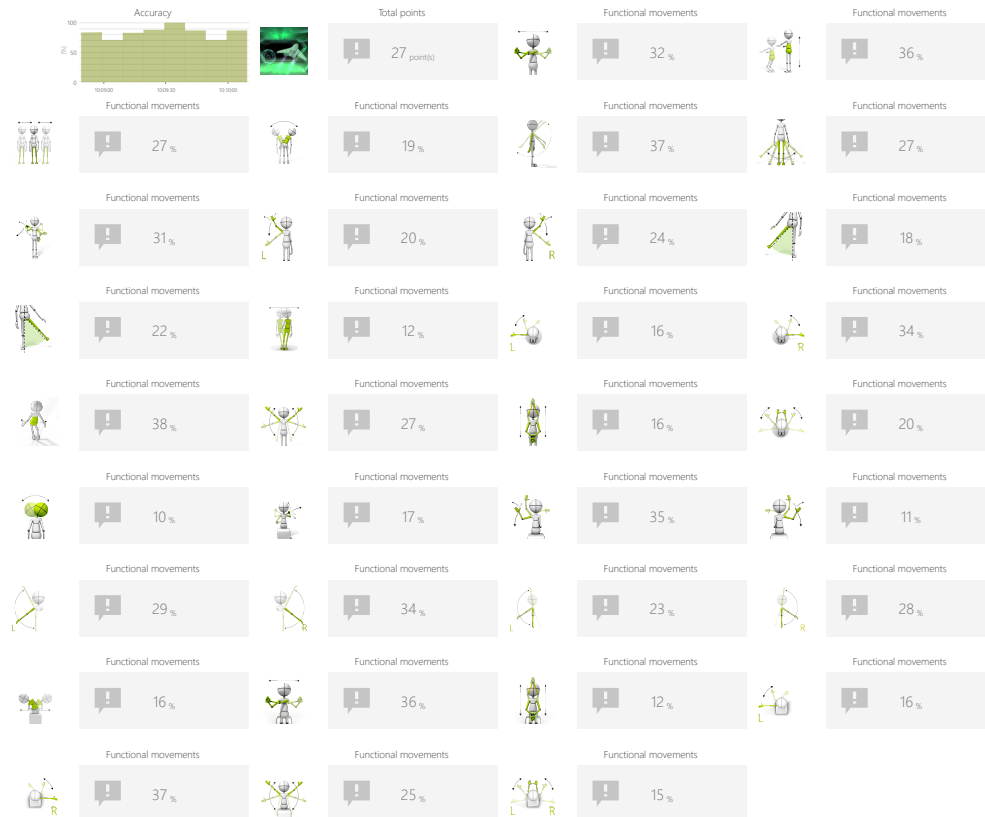 Accuracy
Total points
Functional movements
Functional movements
100
50
0
[%]
10:09:00
10:09:30
10:10:00
27 point(s)
32 %
36 %
Functional movements
Functional movements
Functional movements
Functional movements
27 %
19 %
37 %
27 %
Functional movements
Functional movements
Functional movements
Functional movements
31 %
L
20 %
R
24 %
18 %
Functional movements
Functional movements
Functional movements
Functional movements
22 %
12 %
L
16 %
R
34 %
Functional movements
Functional movements
Functional movements
Functional movements
38 %
27 %
16 %
20 %
Functional movements
Functional movements
Functional movements
Functional movements
10 %
17 %
35 %
11 %
Functional movements
Functional movements
Functional movements
Functional movements
L
29 %
R
34 %
L
23 %
R
28 %
Functional movements
Functional movements
Functional movements
Functional movements
16 %
36 %
12 %
L
16 %
Functional movements
Functional movements
Functional movements
R
37 %
25 %
15 %